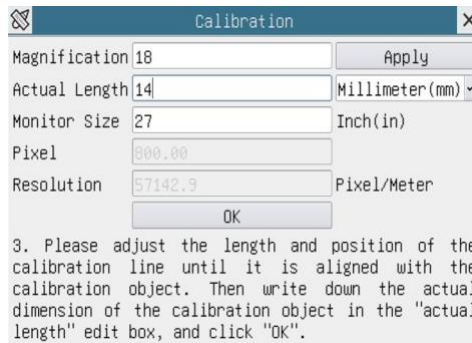 Calibration
Magnification 18 Apply
Actual Length 14 Millimeter(mm)
Monitor Size 27 Inch(in)
Pixel 800.00
Resolution 57142.9 Pixel/Meter
OK
3. Please adjust the length and position of the
calibration line until it is aligned with the
calibration object. Then write down the actual
dimension of the calibration object in the "actual
length" edit box, and click "OK".